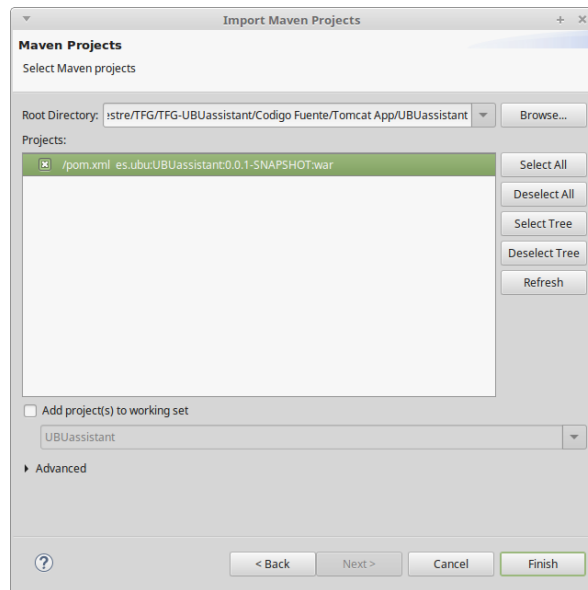 Import Maven Projects
Maven Projects
Select Maven projects
Root Directory: estre/TFG/TFG-UBUassistant/Codigo Fuente/Tomcat App/UBUassistant Browse...
Projects:
/pom.xml es.ubu:UBUassistant:0.0.1-SNAPSHOT:war
Select All
Deselect All
Select Tree
Deselect Tree
Refresh
Add project(s) to working set
UBUassistant
Advanced
? < Back Next > Cancel Finish